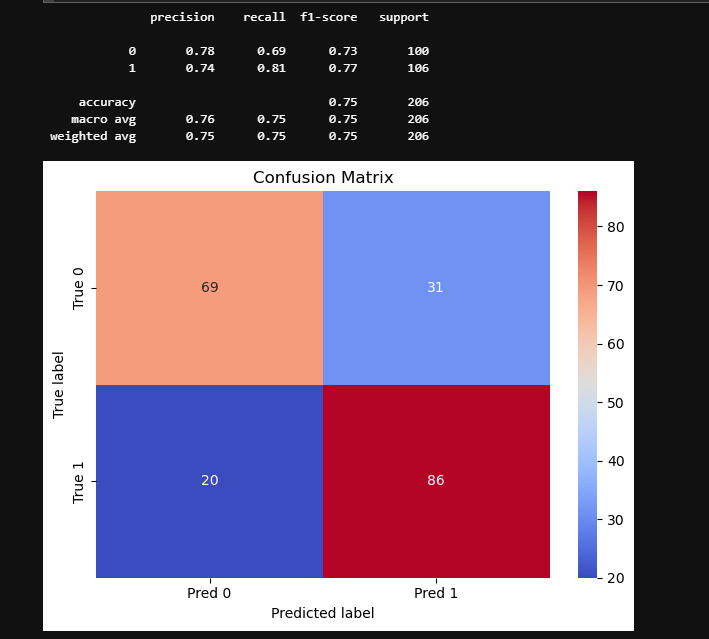 precision recall f1-score support
0 0.78 0.69 0.73 100
1 0.74 0.81 0.77 106
accuracy 0.75 206
macro avg 0.76 0.75 0.75 206
weighted avg 0.75 0.75 0.75 206
Confusion Matrix
True label
True 0
True 1
69 31
20 86
Pred 0 Pred 1
Predicted label
80
70
60
50
40
30
20